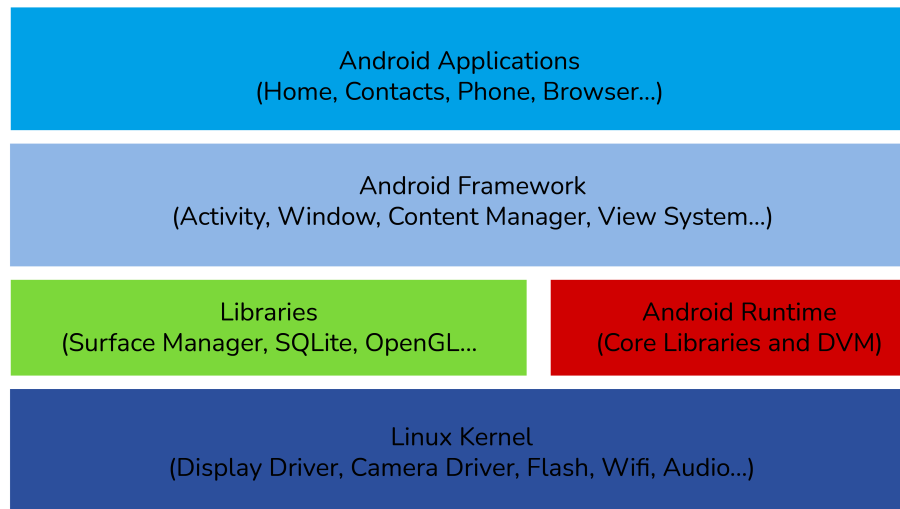 Android Applications
(Home, Contacts, Phone, Browser...)
Android Framework
(Activity, Window, Content Manager, View System...)
Libraries
(Surface Manager, SQLite, OpenGL...
Android Runtime
(Core Libraries and DVM)
Linux Kernel
(Display Driver, Camera Driver, Flash, Wifi, Audio...)